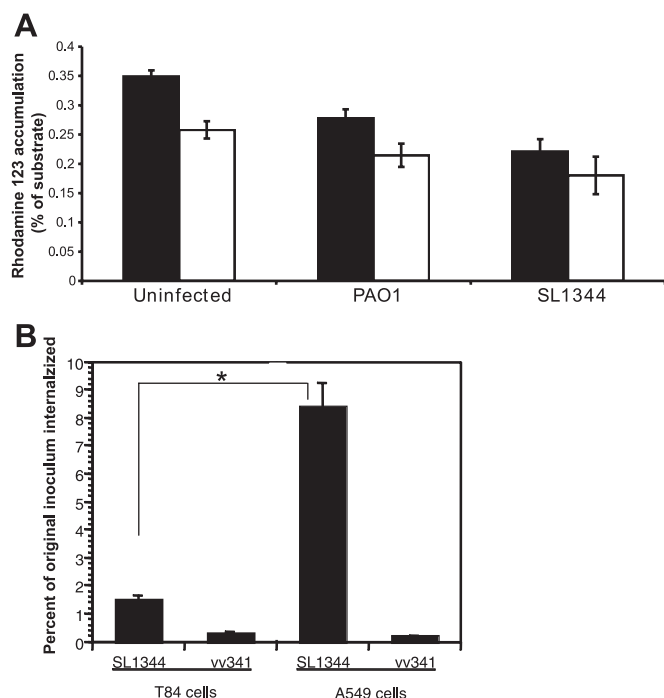 A
Rhodamine 123 accumulation
(% of substrate)
0.4
0.35
0.3
0.25
0.2
0.15
0.1
0.05
0
Uninfected PAO1 SL1344
B
Percent of original inoculum internalzized
10
9
8
7
6
5
4
3
2
1
0
*
SL1344 vv341 SL1344 vv341
T84 cells A549 cells